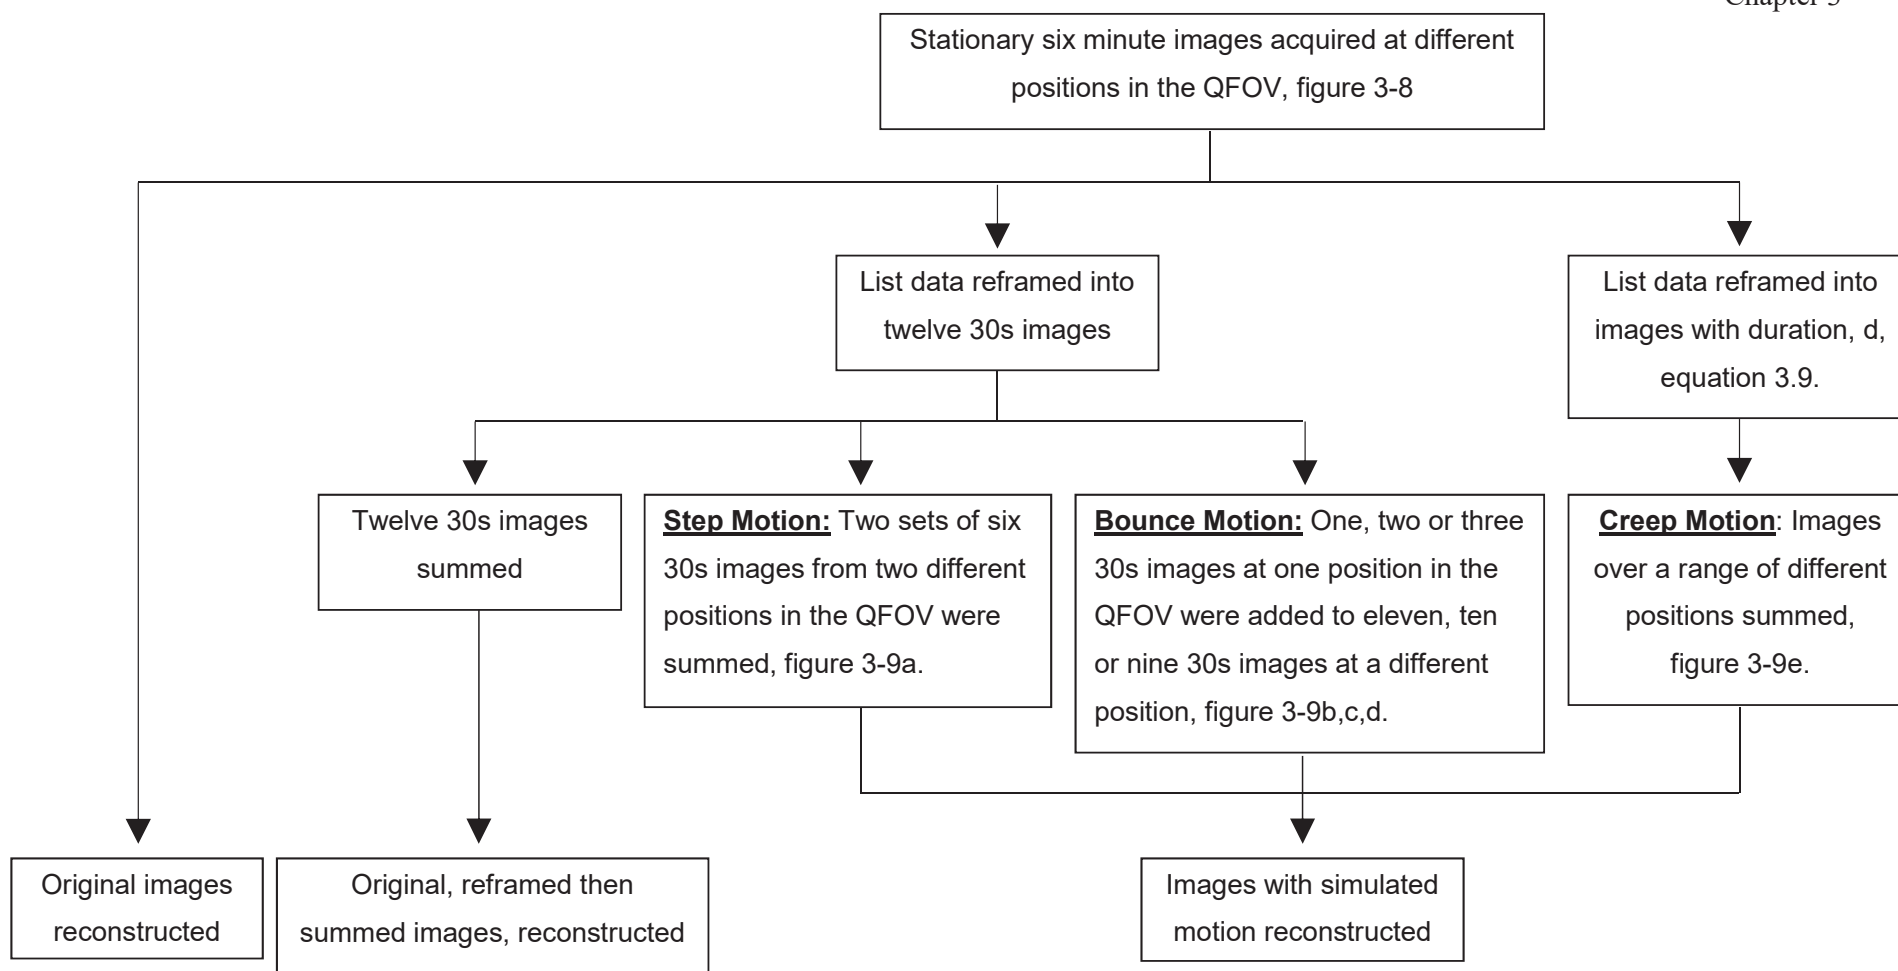 Chapter 3
Stationary six minute images acquired at different
positions in the QFOV, figure 3-8
List data reframed into
twelve 30s images
List data reframed into
images with duration, d,
equation 3.9.
Twelve 30s images
summed
Step Motion: Two sets of six
30s images from two different
positions in the QFOV were
summed, figure 3-9a.
Bounce Motion: One, two or three
30s images at one position in the
QFOV were added to eleven, ten
or nine 30s images at a different
position, figure 3-9b,c,d.
Creep Motion: Images
over a range of different
positions summed,
figure 3-9e.
Original images
reconstructed
Original, reframed then
summed images, reconstructed
Images with simulated
motion reconstructed